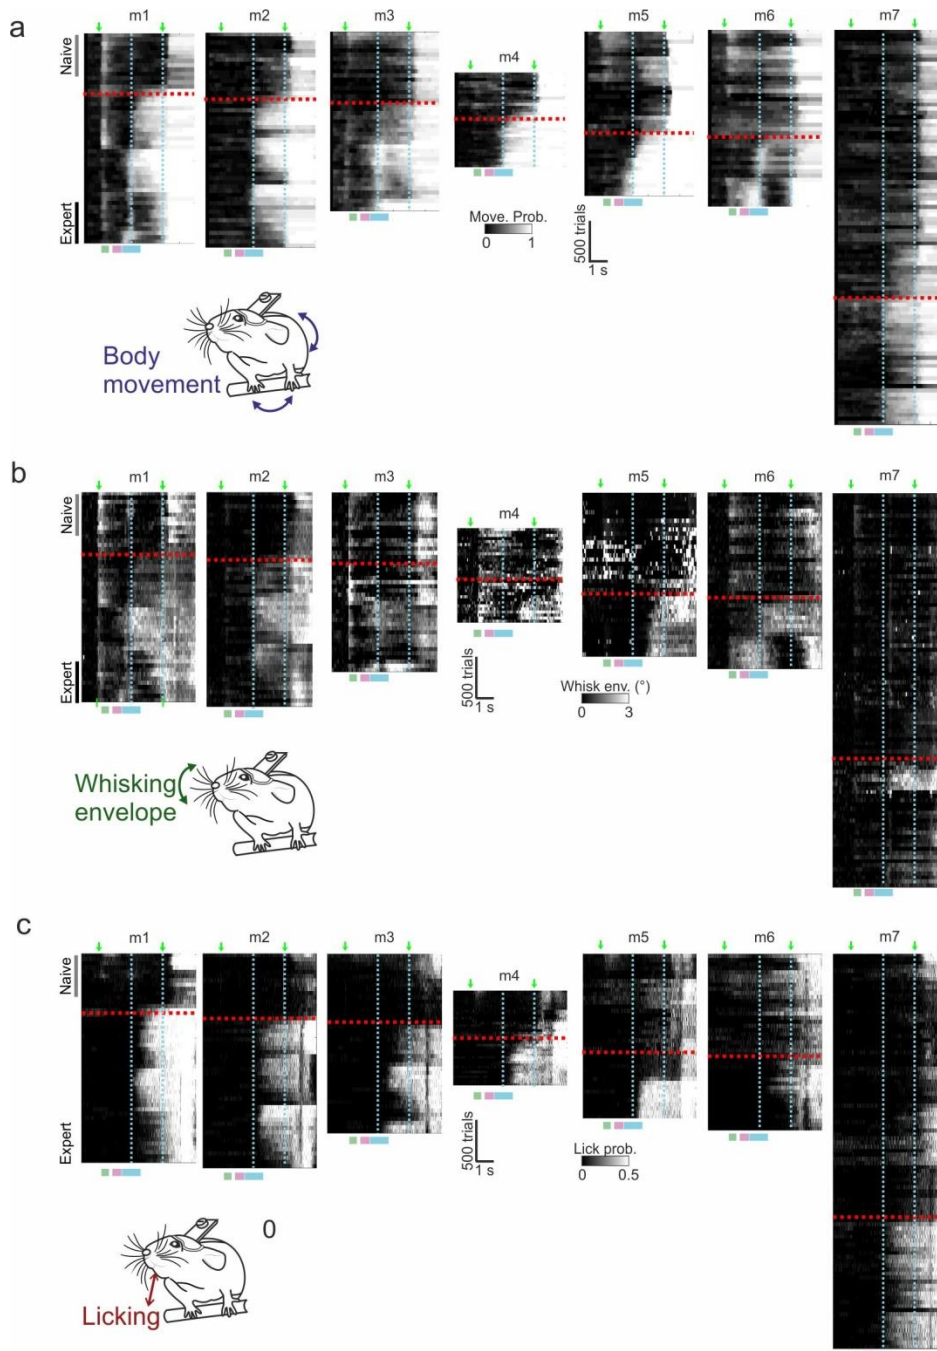 a
m1 m2 m3 m4 m5 m6 m7
Naive
Expert
Move. Prob.
0 1
500 trials
1 s
Body
movement
b
m1 m2 m3 m4 m5 m6 m7
Naive
Expert
500 trials
1 s
Whisk env. (°)
0 3
Whisking
envelope
c
m1 m2 m3 m4 m5 m6 m7
Naive
Expert
500 trials
1 s
Lick prob.
0 0.5
0
Licking